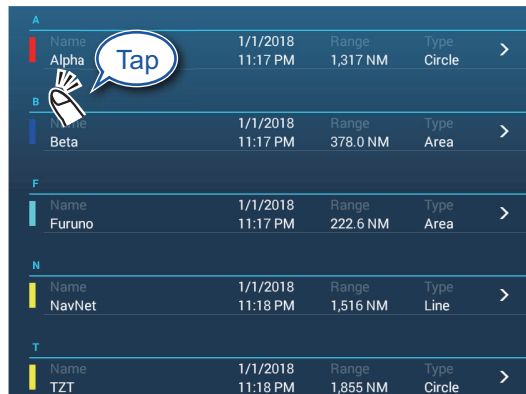 A
Name 1/1/2018 Range Type
Alpha 11:17 PM 1,317 NM Circle >
Tap
B
Name 1/1/2018 Range Type
Beta 11:17 PM 378.0 NM Area >
F
Name 1/1/2018 Range Type
Furuno 11:17 PM 222.6 NM Area >
N
Name 1/1/2018 Range Type
NavNet 11:18 PM 1,516 NM Line >
T
Name 1/1/2018 Range Type
TZT 11:18 PM 1,855 NM Circle >